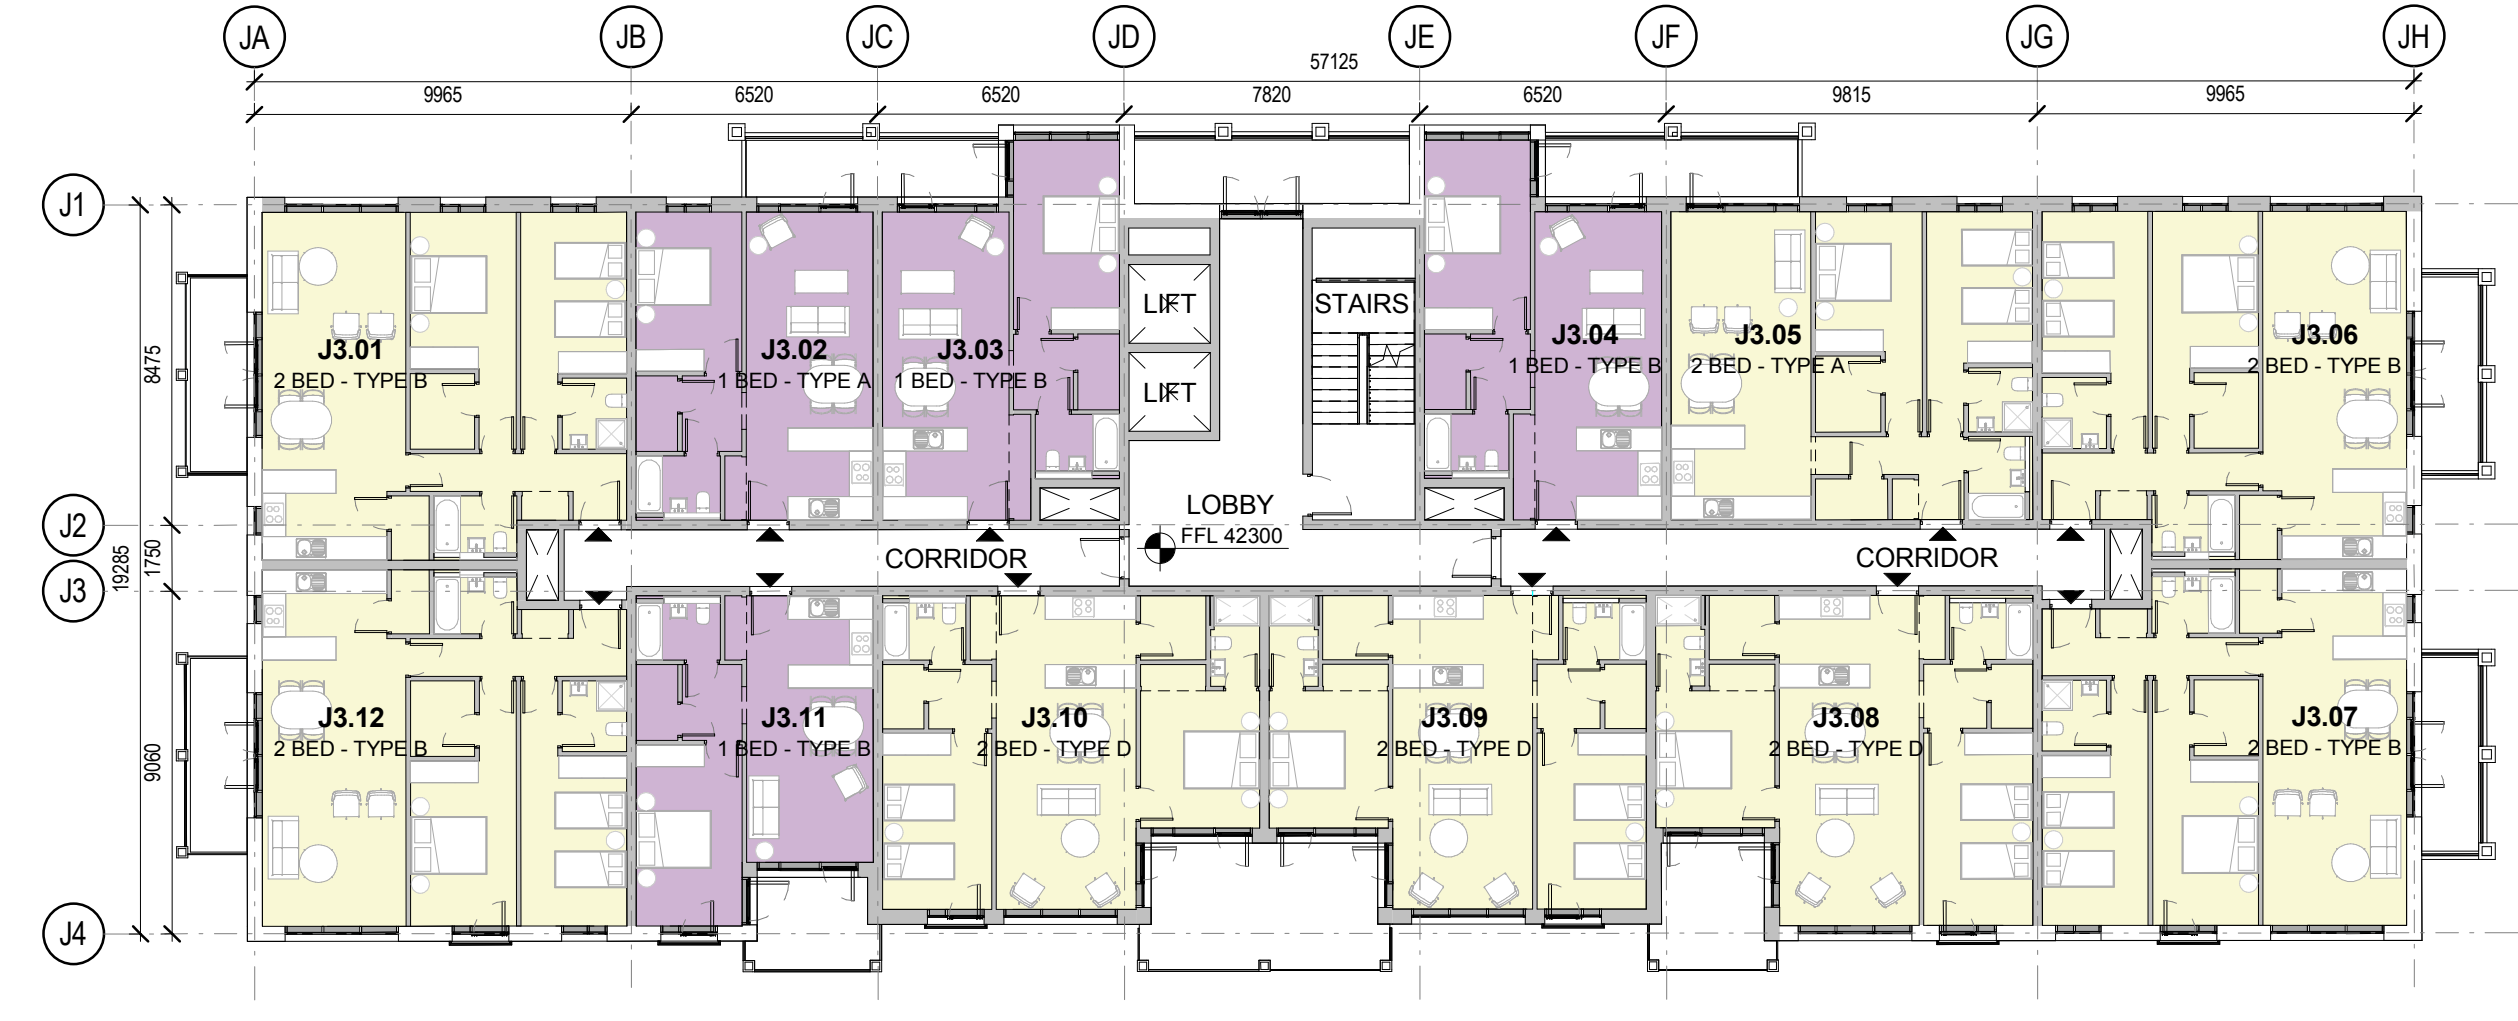 JA
JB
JC
JD
JE
JF
JG
JH
57125
9965
6520
6520
7820
6520
9815
9965
J1
J2
J3
J4
8475
1750
19285
9060
J3.01
2 BED - TYPE B
J3.02
1 BED - TYPE A
J3.03
1 BED - TYPE B
LIFT
LIFT
STAIRS
J3.04
1 BED - TYPE B
J3.05
2 BED - TYPE A
J3.06
2 BED - TYPE B
LOBBY
FFL 42300
CORRIDOR
CORRIDOR
J3.12
2 BED - TYPE B
J3.11
1 BED - TYPE B
J3.10
2 BED - TYPE D
J3.09
2 BED - TYPE D
J3.08
2 BED - TYPE D
J3.07
2 BED - TYPE B